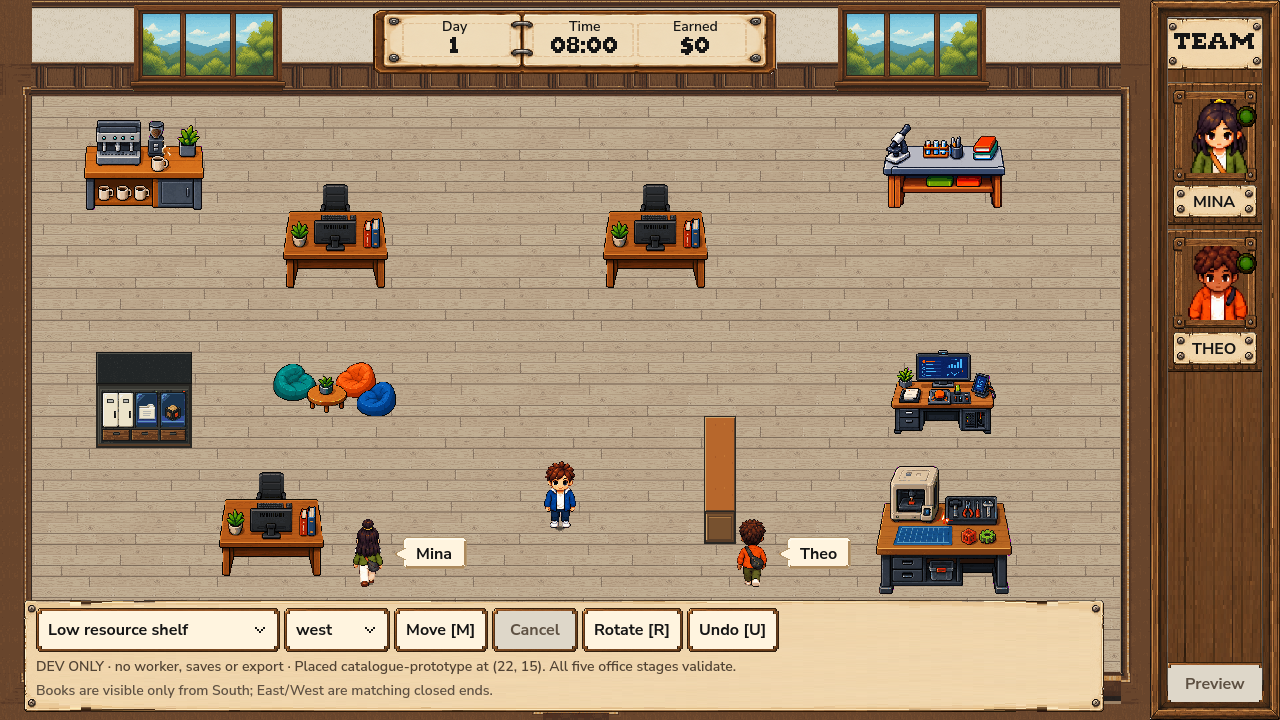 Day
1
Time
08:00
Earned
$0
TEAM
MINA
THEO
Mina
Theo
Low resource shelf
west
Move [M]
Cancel
Rotate [R]
Undo [U]
DEV ONLY · no worker, saves or export · Placed catalogue-prototype at (22, 15). All five office stages validate.
Books are visible only from South; East/West are matching closed ends.
Preview